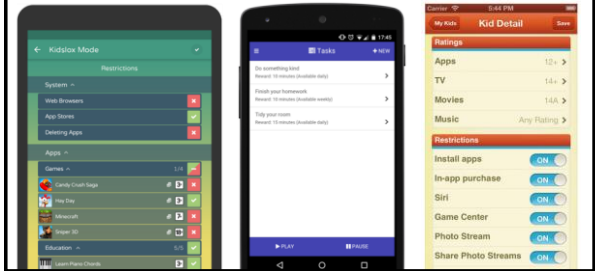 Kidslox Mode
Restrictions
System
Web Browsers
App Stores
Deleting Apps
Apps
Games 1/4
Candy Crush Saga
Hay Day
Minecraft
Sniper 3D
Education 5/5
Learn Piano Chords
17:45
Tasks + NEW
Do something kind
Reward: 10 minutes (Available daily)
Finish your homework
Reward: 10 minutes (Available weekly)
Tidy your room
Reward: 10 minutes (Available daily)
PLAY PAUSE
Carrier 5:44 PM
My Kids Kid Detail Save
Ratings
Apps 12+
TV 14+
Movies 14A
Music Any Rating
Restrictions
Install apps ON
In-app purchase ON
Siri ON
Game Center ON
Photo Stream ON
Share Photo Streams ON